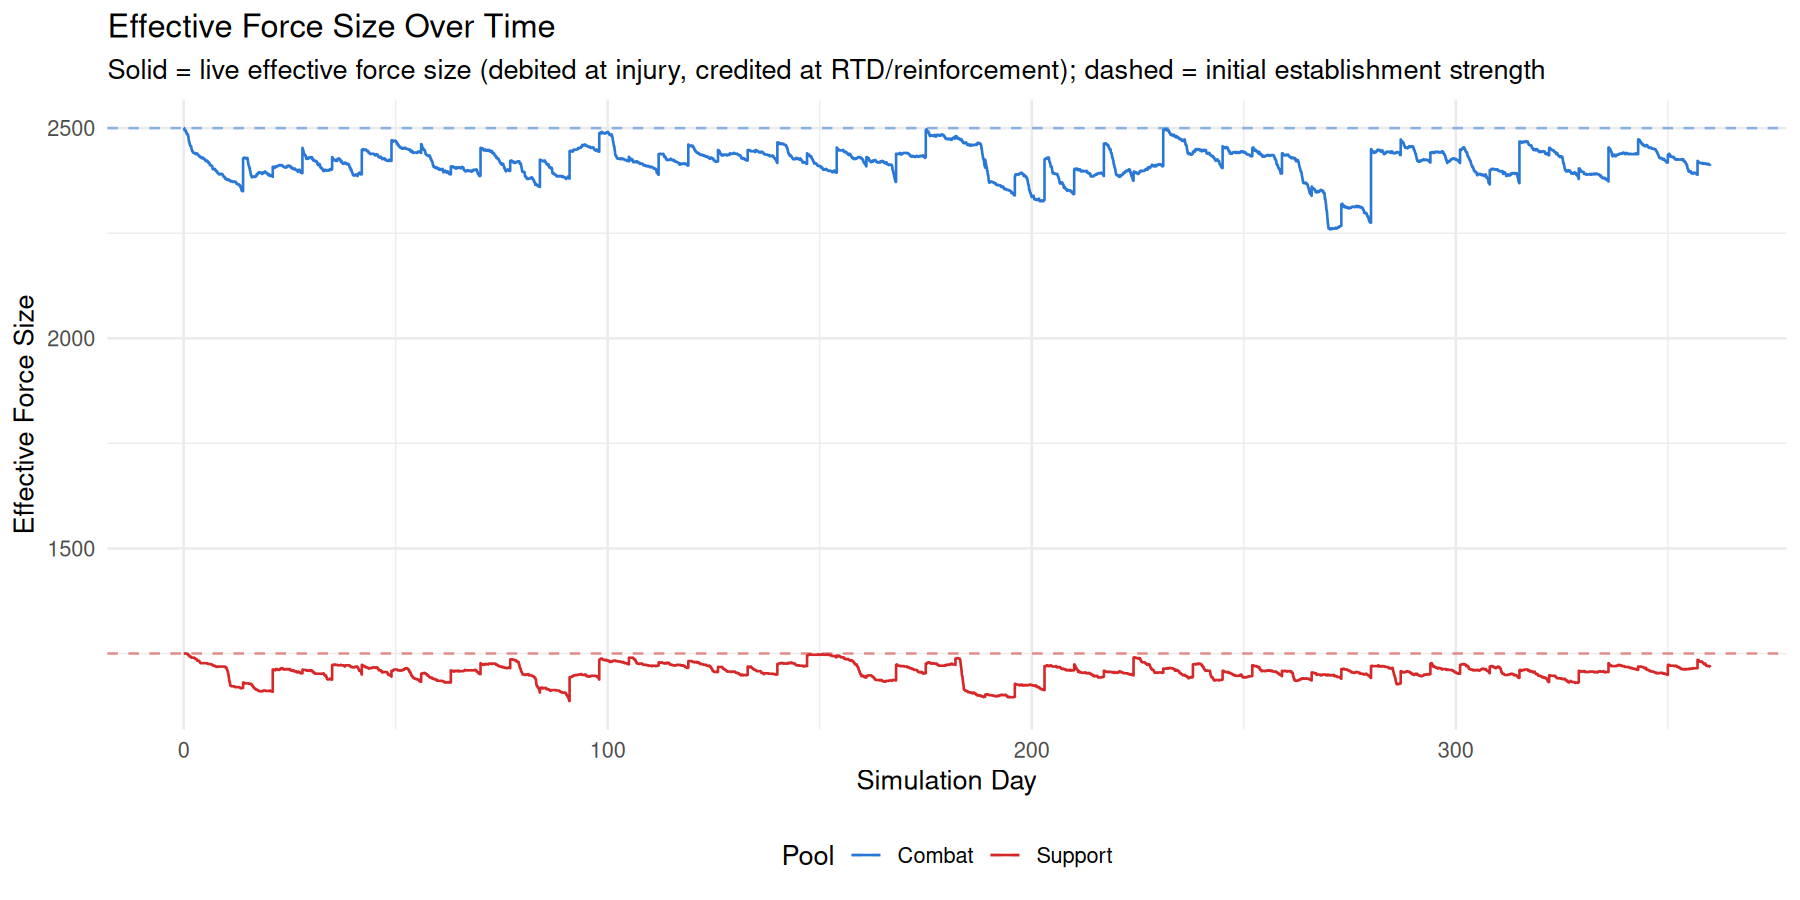 Effective Force Size Over Time
Solid = live effective force size (debited at injury, credited at RTD/reinforcement); dashed = initial establishment strength
Effective Force Size
2500
2000
1500
0 100 200 300
Simulation Day
Pool Combat Support